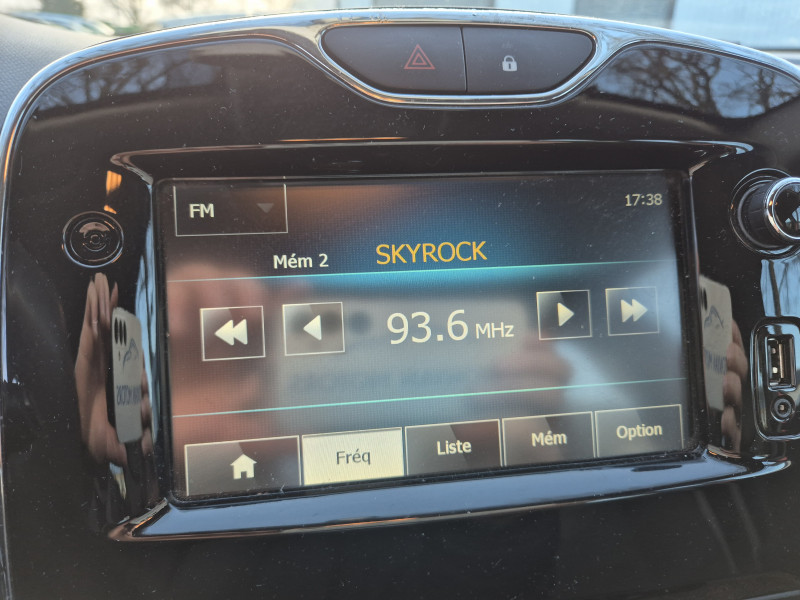 FM
17:38
Mém 2 SKYROCK
93.6 MHz
Fréq Liste Mém Option